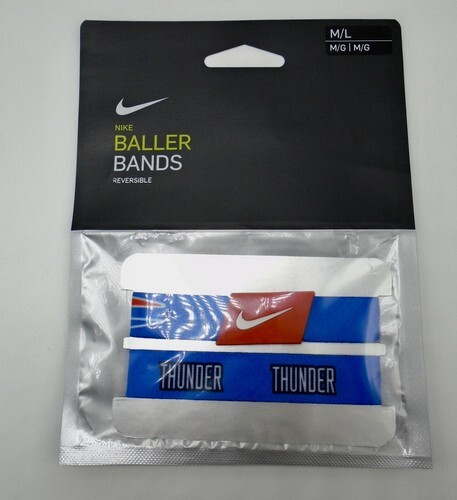 M/L
M/G | M/G
NIKE
BALLER
BANDS
REVERSIBLE
THUNDER THUNDER